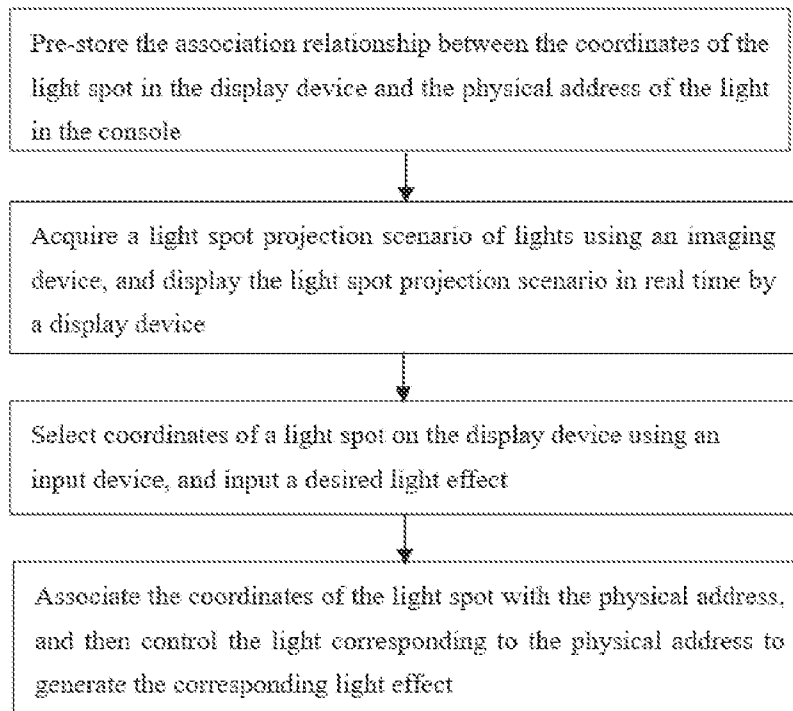 Pre-store the association relationship between the coordinates of the
light spot in the display device and the physical address of the light
in the console
Acquire a light spot projection scenario of lights using an imaging
device, and display the light spot projection scenario in real time by
a display device
Select coordinates of a light spot on the display device using an
input device, and input a desired light effect
Associate the coordinates of the light spot with the physical address,
and then control the light corresponding to the physical address to
generate the corresponding light effect